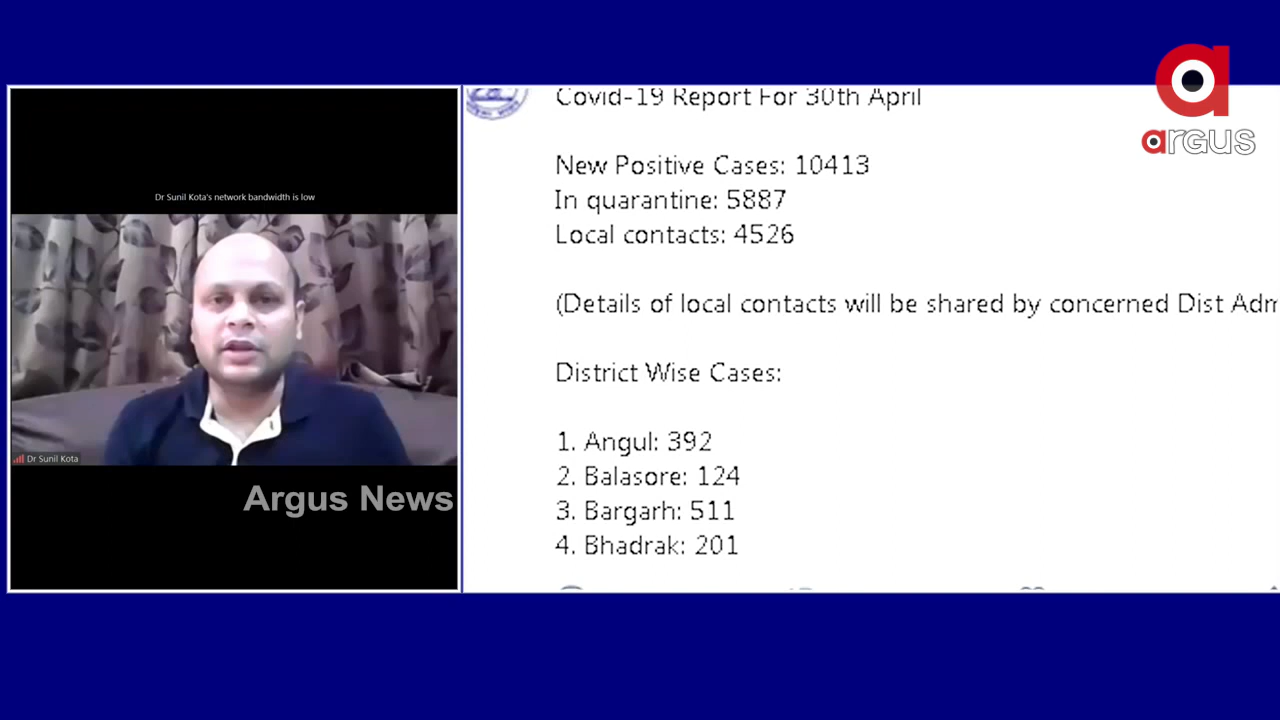 argus
Dr Sunil Kota's network bandwidth is low
Dr Sunil Kota
Argus News
Covid-19 Report For 30th April
New Positive Cases: 10413
In quarantine: 5887
Local contacts: 4526
(Details of local contacts will be shared by concerned Dist Adm
District Wise Cases:
1. Angul: 392
2. Balasore: 124
3. Bargarh: 511
4. Bhadrak: 201